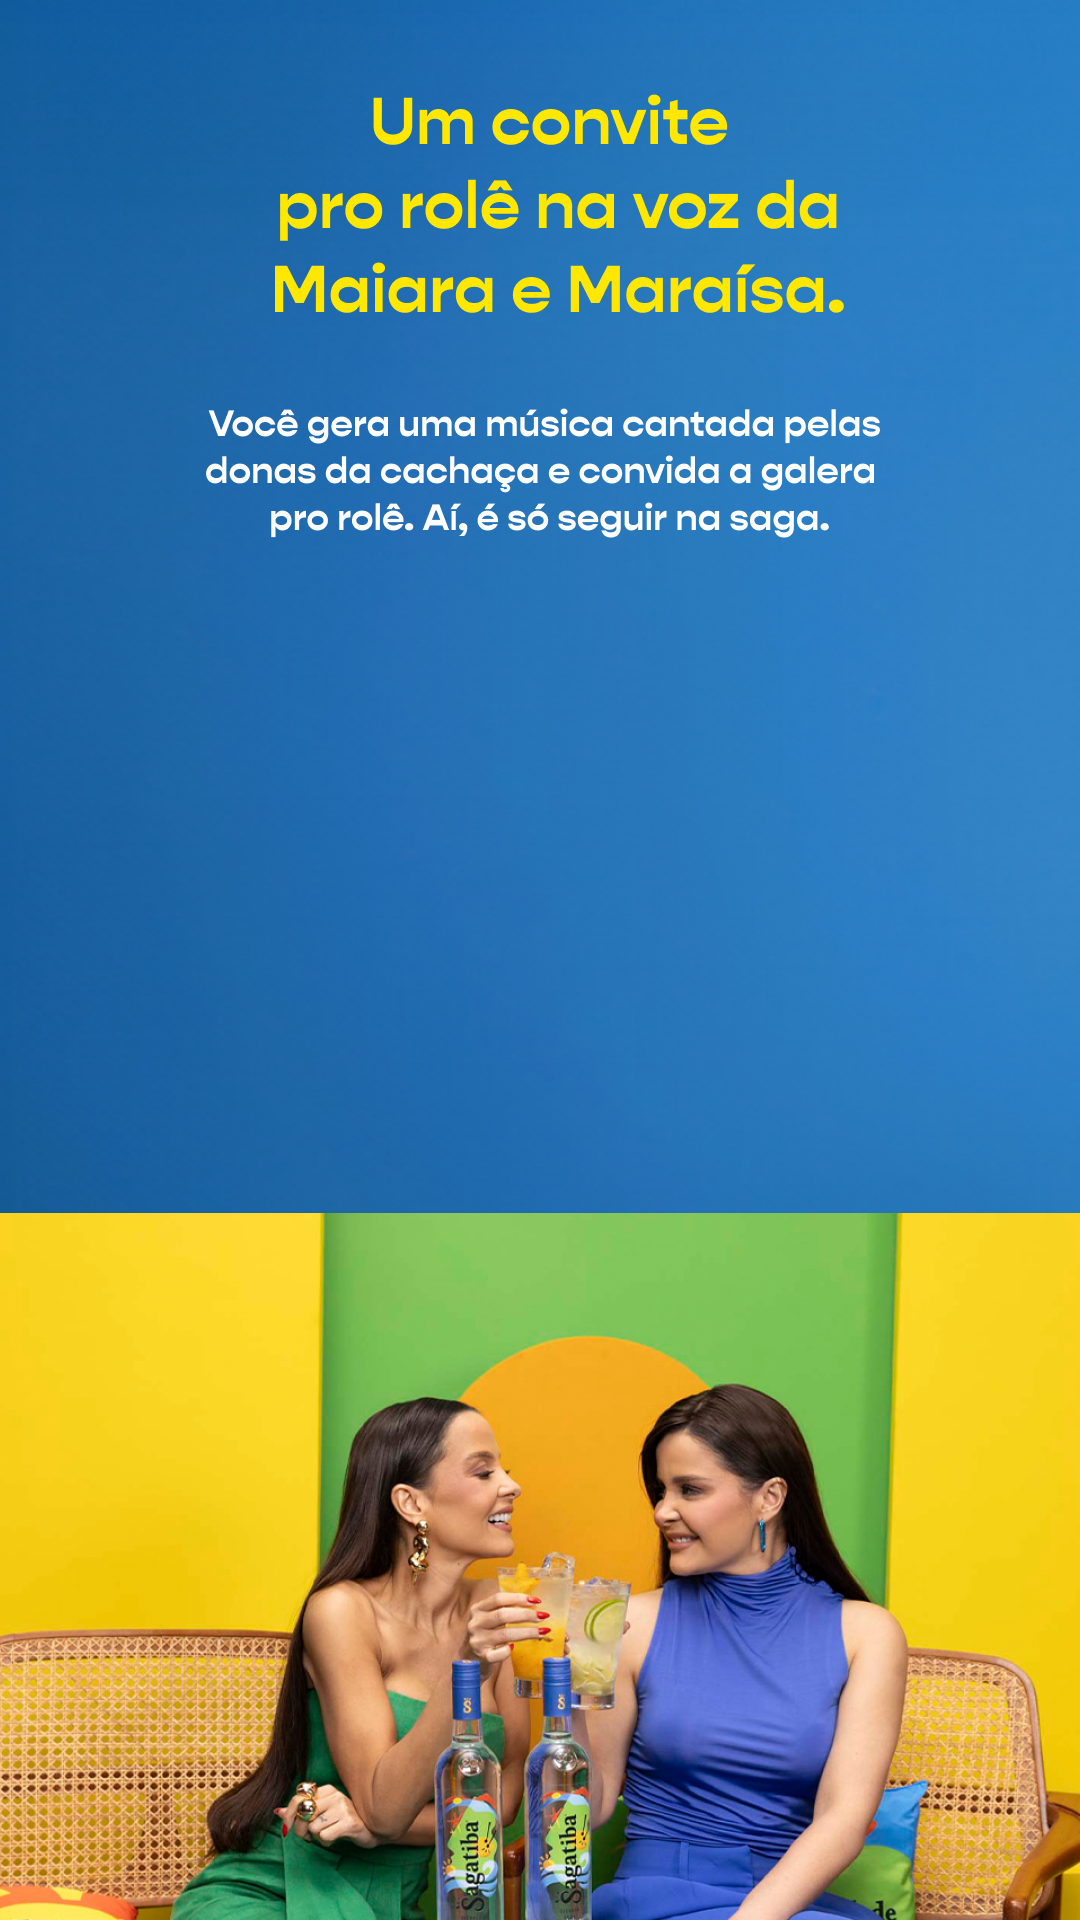 Um convite
pro rolê na voz da
Maiara e Maraísa.
Você gera uma música cantada pelas
donas da cachaça e convida a galera
pro rolê. Aí, é só seguir na saga.
Sagatiba
Sagatiba
de